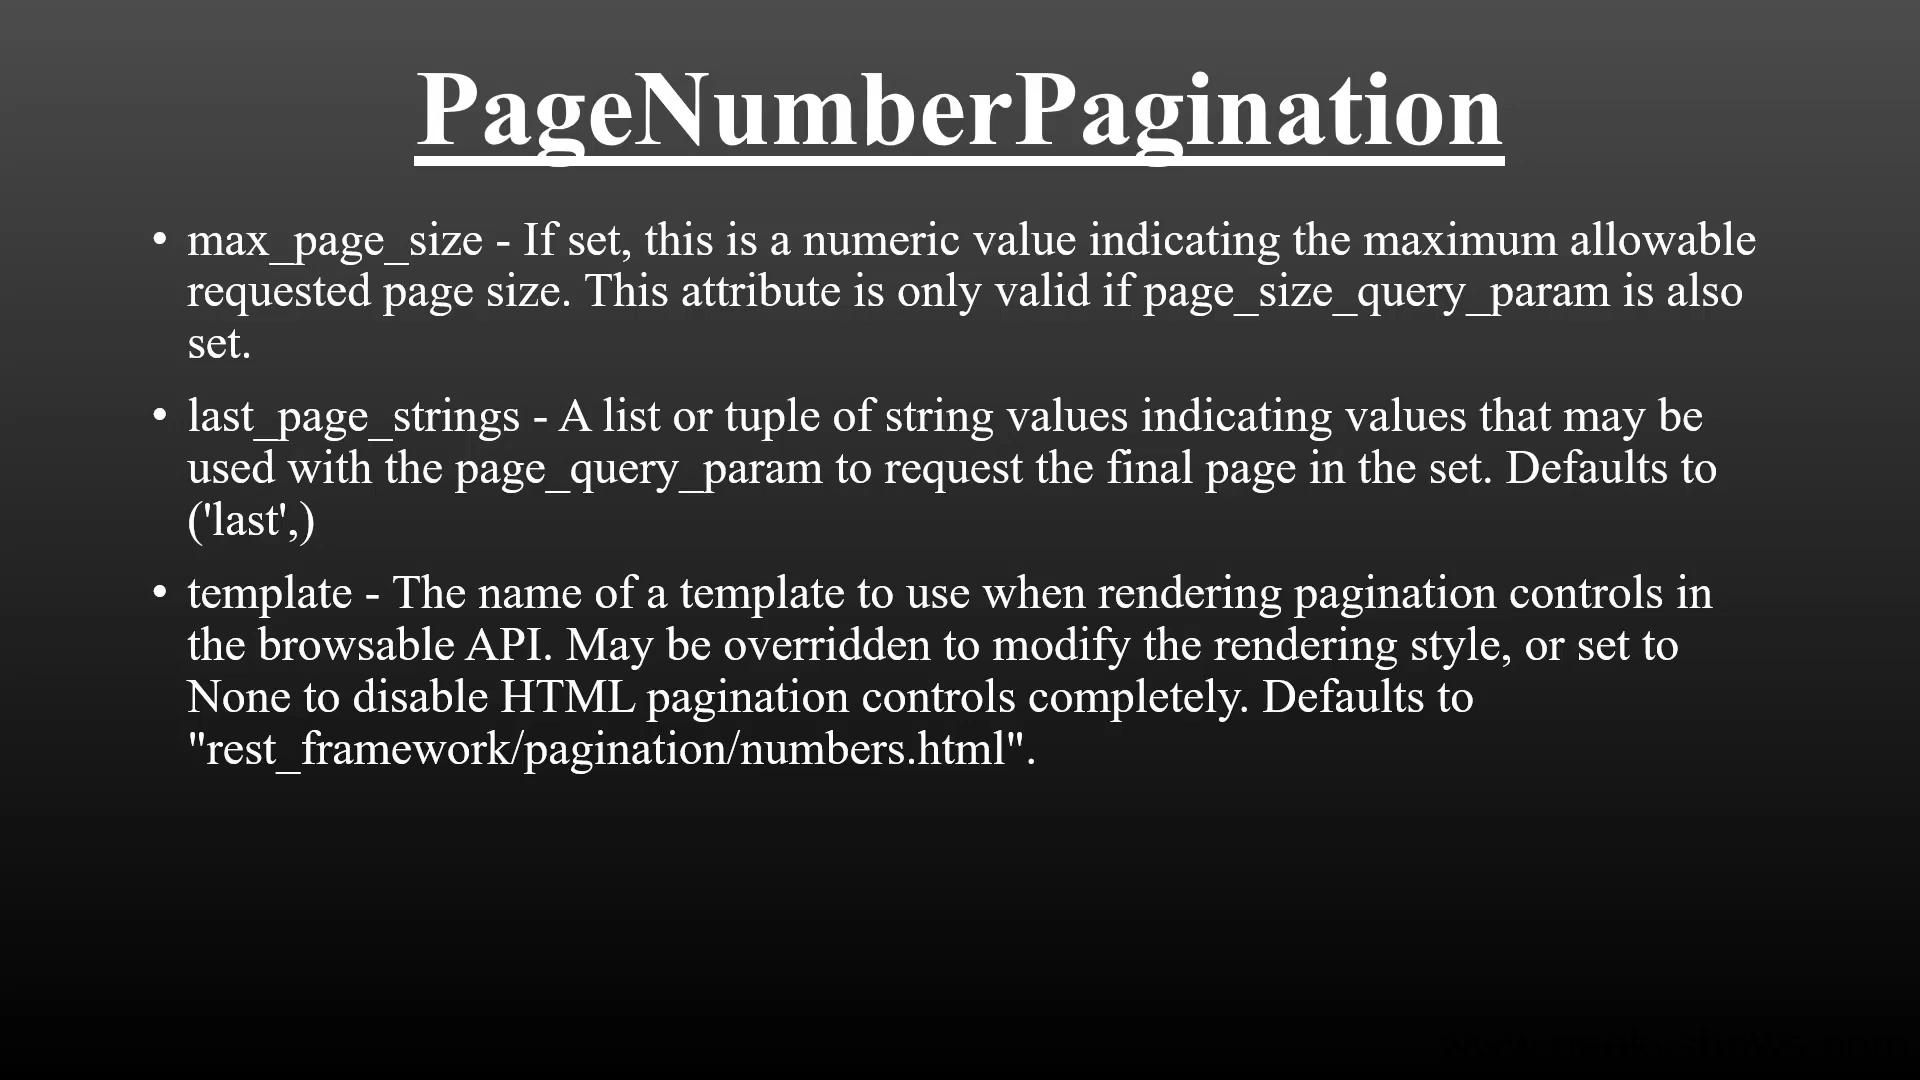 PageNumberPagination
• max_page_size - If set, this is a numeric value indicating the maximum allowable
requested page size. This attribute is only valid if page_size_query_param is also
set.
• last_page_strings - A list or tuple of string values indicating values that may be
used with the page_query_param to request the final page in the set. Defaults to
('last',)
• template - The name of a template to use when rendering pagination controls in
the browsable API. May be overridden to modify the rendering style, or set to
None to disable HTML pagination controls completely. Defaults to
"rest_framework/pagination/numbers.html".